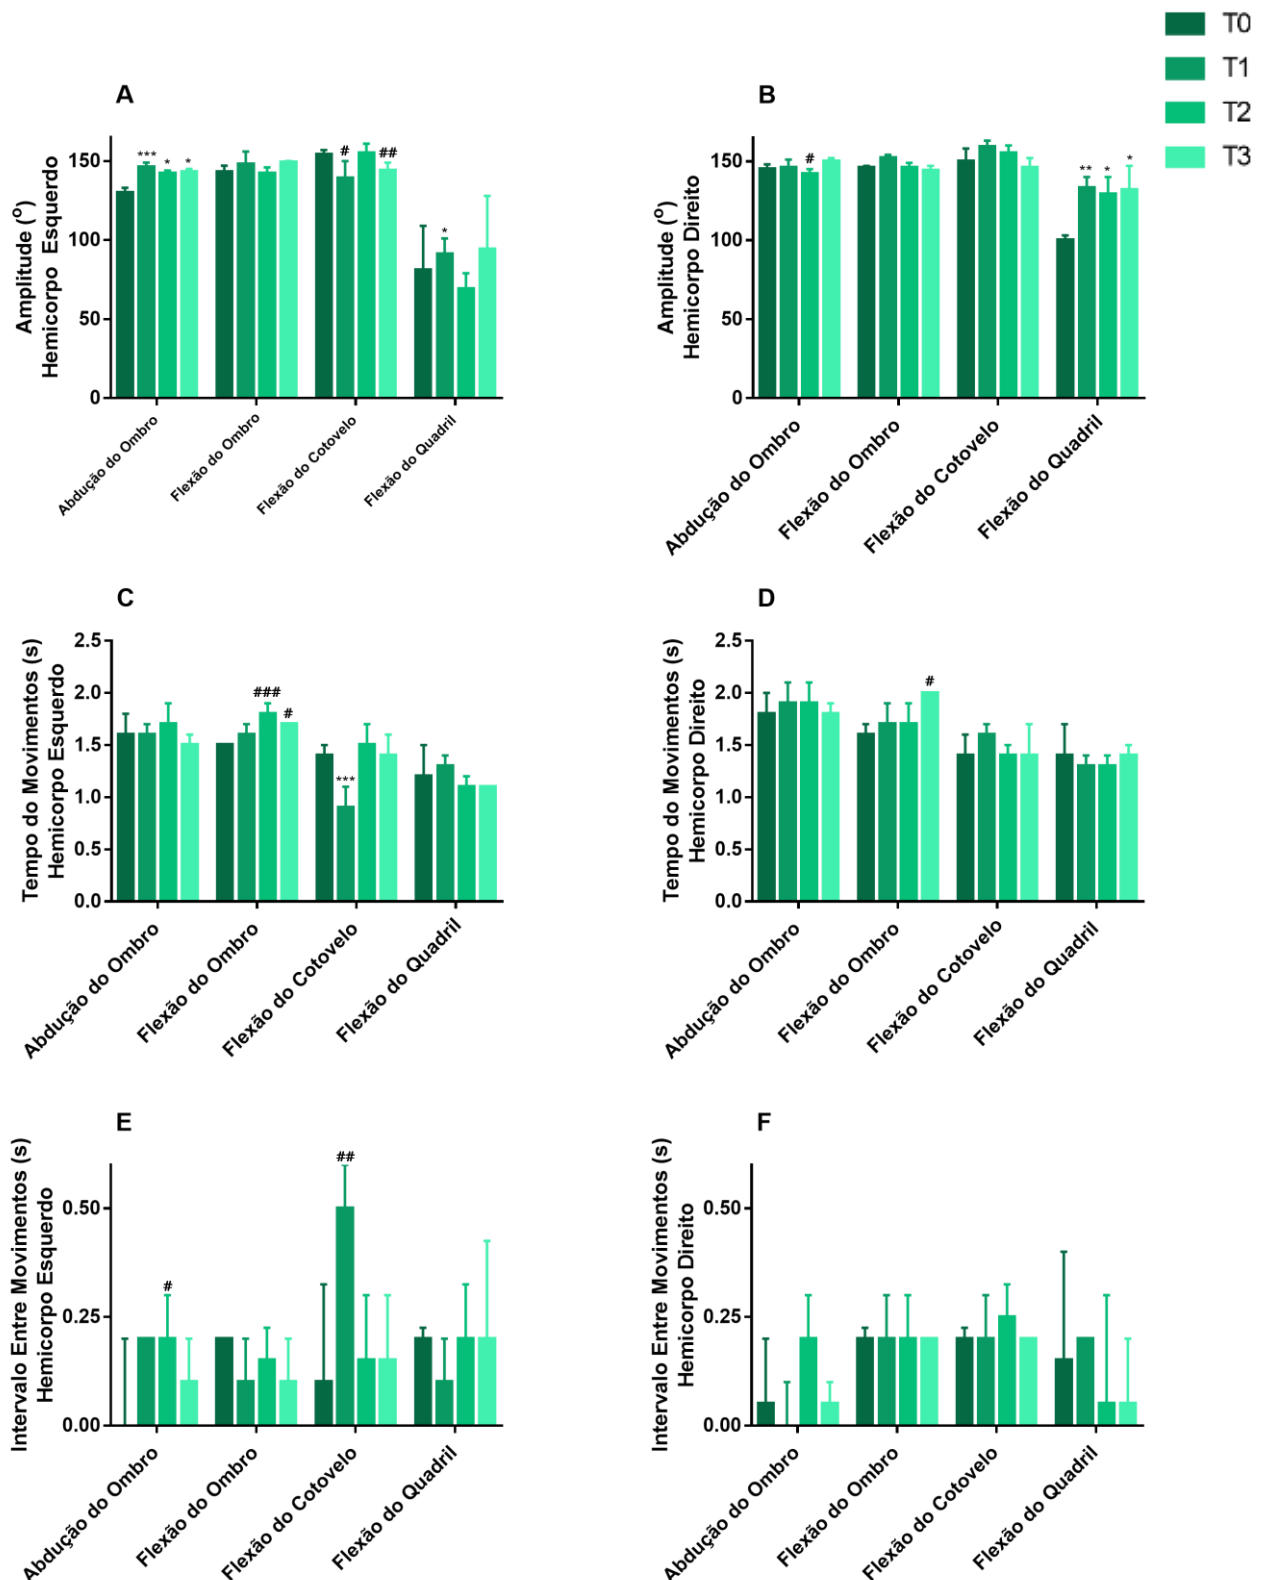 T0
T1
T2
T3
A
Amplitude (º)
Hemicorpo Esquerdo
150
100
50
0
*** * *
# ##
*
Abdução do Ombro
Flexão do Ombro
Flexão do Cotovelo
Flexão do Quadril
B
Amplitude (º)
Hemicorpo Direito
150
100
50
0
#
** * *
Abdução do Ombro
Flexão do Ombro
Flexão do Cotovelo
Flexão do Quadril
C
Tempo do Movimentos (s)
Hemicorpo Esquerdo
2.5
2.0
1.5
1.0
0.5
0.0
###
#
***
Abdução do Ombro
Flexão do Ombro
Flexão do Cotovelo
Flexão do Quadril
D
Tempo do Movimentos (s)
Hemicorpo Direito
2.5
2.0
1.5
1.0
0.5
0.0
#
Abdução do Ombro
Flexão do Ombro
Flexão do Cotovelo
Flexão do Quadril
E
Intervalo Entre Movimentos (s)
Hemicorpo Esquerdo
0.50
0.25
0.00
#
##
Abdução do Ombro
Flexão do Ombro
Flexão do Cotovelo
Flexão do Quadril
F
Intervalo Entre Movimentos (s)
Hemicorpo Direito
0.50
0.25
0.00
Abdução do Ombro
Flexão do Ombro
Flexão do Cotovelo
Flexão do Quadril